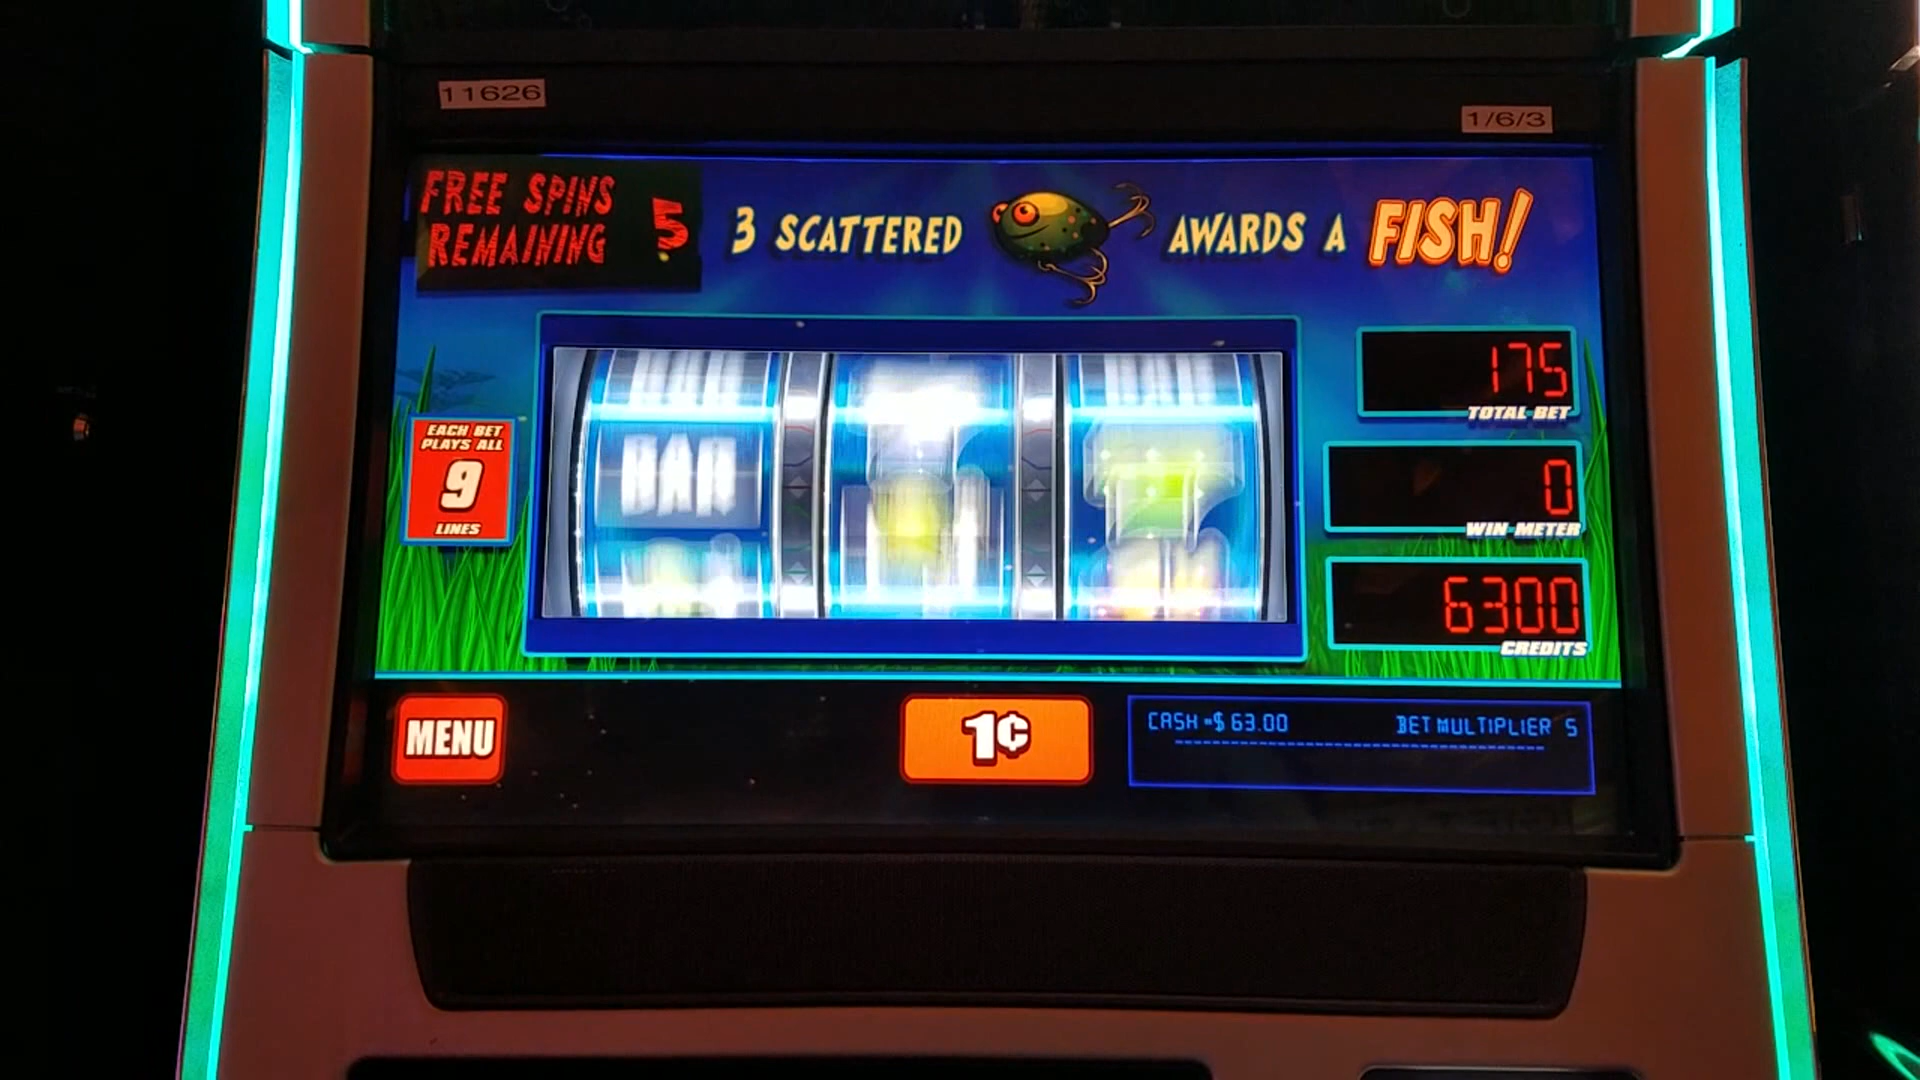 11626
1/6/3
FREE SPINS
REMAINING 5
3 SCATTERED AWARDS A FISH!
175
TOTAL BET
EACH BET
PLAYS ALL
9
LINES
BAR
0
WIN METER
6300
CREDITS
MENU
1¢
CASH =$ 63.00 BET MULTIPLIER 5